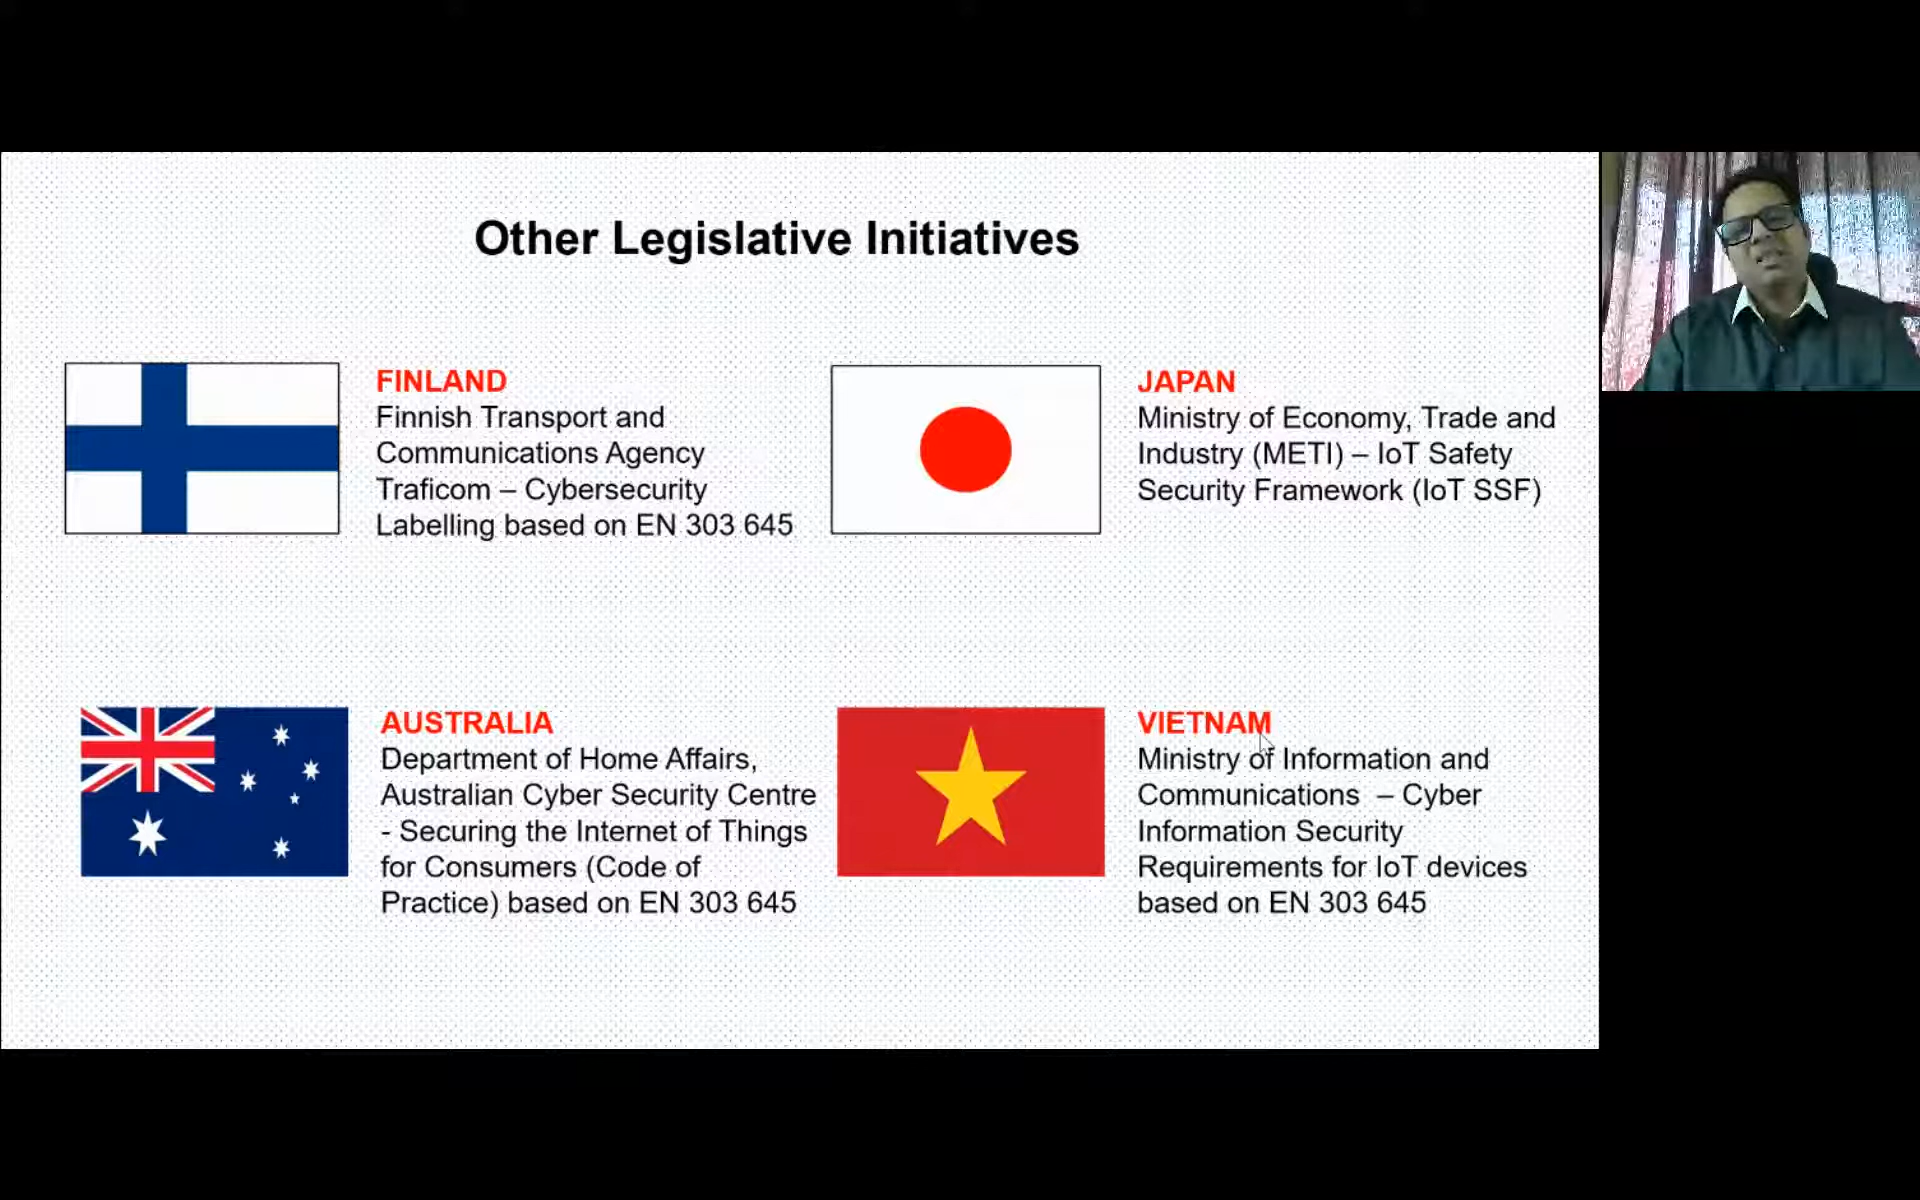 Other Legislative Initiatives
FINLAND
Finnish Transport and
Communications Agency
Traficom – Cybersecurity
Labelling based on EN 303 645
JAPAN
Ministry of Economy, Trade and
Industry (METI) – IoT Safety
Security Framework (IoT SSF)
AUSTRALIA
Department of Home Affairs,
Australian Cyber Security Centre
- Securing the Internet of Things
for Consumers (Code of
Practice) based on EN 303 645
VIETNAM
Ministry of Information and
Communications – Cyber
Information Security
Requirements for IoT devices
based on EN 303 645